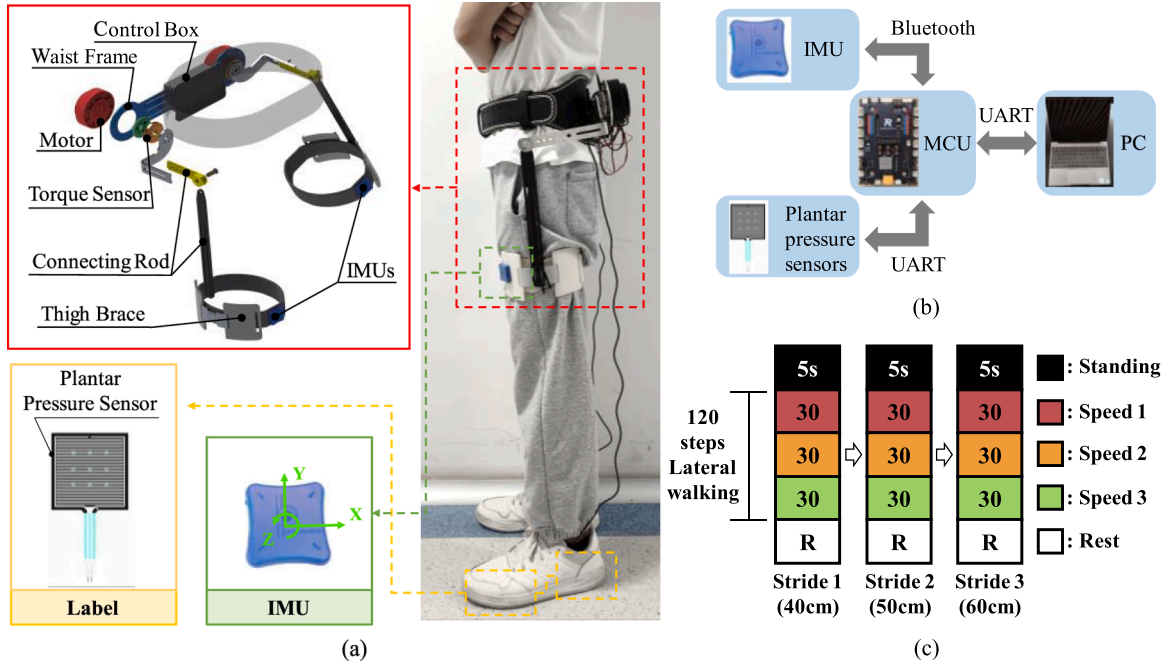 Control Box
Waist Frame
Motor
Torque Sensor
Connecting Rod
IMUs
Thigh Brace
Plantar
Pressure Sensor
Label
Y
X
Z
IMU
(a)
IMU
Bluetooth
MCU
UART
PC
Plantar
pressure
sensors
UART
(b)
120
steps
Lateral
walking
5s 5s 5s
30 30 30
30 30 30
30 30 30
R R R
Stride 1 Stride 2 Stride 3
(40cm) (50cm) (60cm)
: Standing
: Speed 1
: Speed 2
: Speed 3
: Rest
(c)